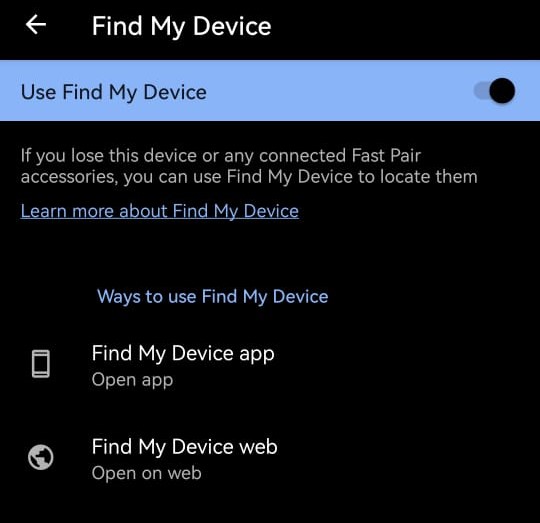 Find My Device
Use Find My Device
If you lose this device or any connected Fast Pair
accessories, you can use Find My Device to locate them
Learn more about Find My Device
Ways to use Find My Device
Find My Device app
Open app
Find My Device web
Open on web